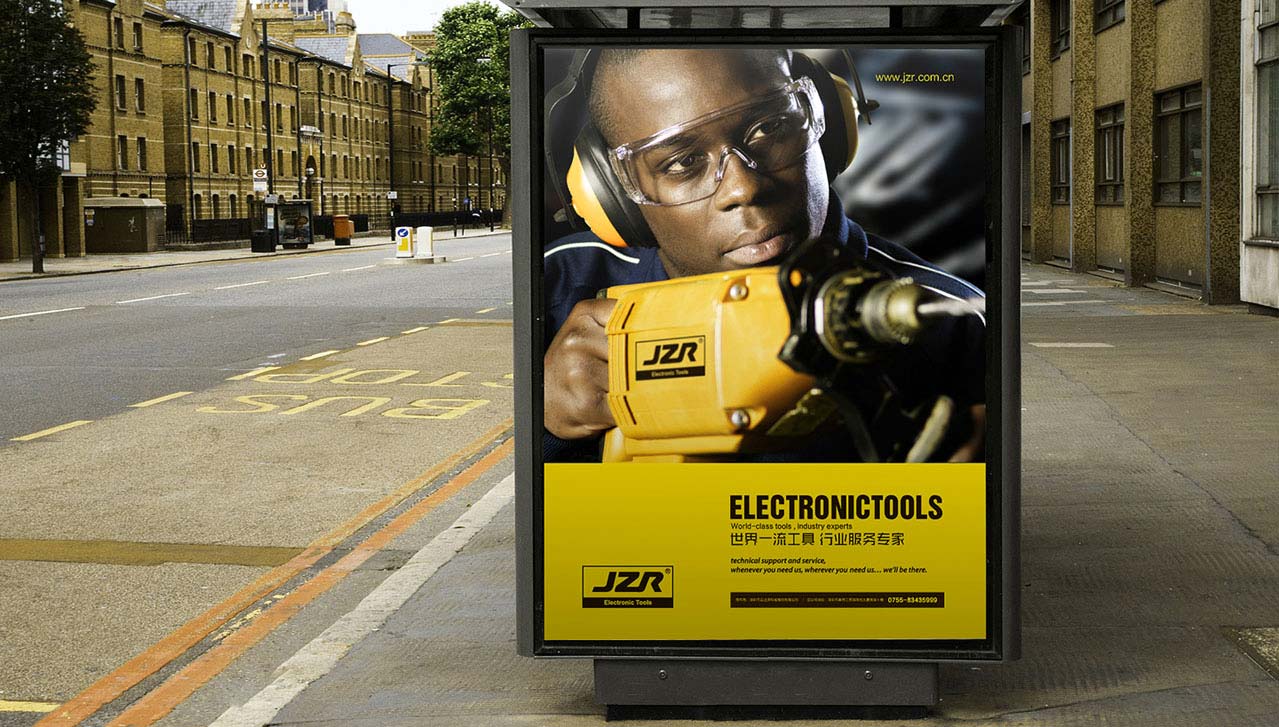 www.jzr.com.cn
JZR®
Electronic Tools
ELECTRONICTOOLS
World-class tools , industry experts
世界一流工具 行业服务专家
technical support and service,
whenever you need us, wherever you need us... we'll be there.
JZR®
Electronic Tools
0755-83435999
BUS
STOP